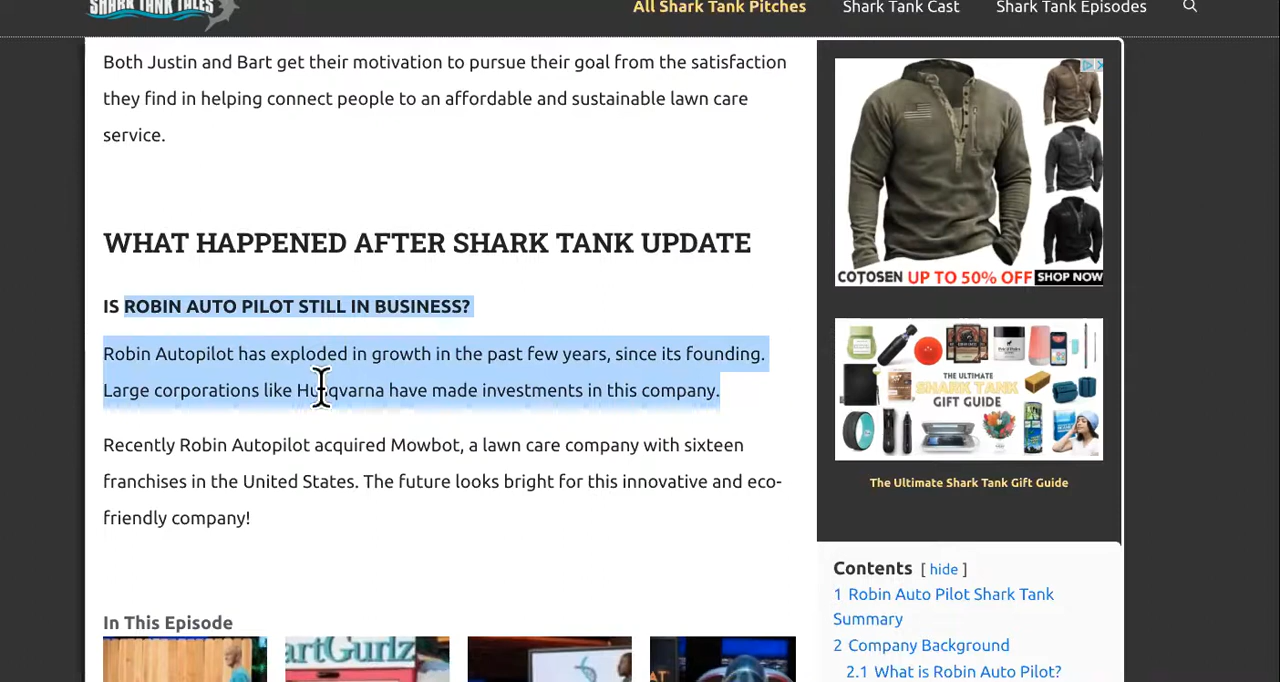 SHARK TANK TALES
All Shark Tank Pitches
Shark Tank Cast
Shark Tank Episodes
Both Justin and Bart get their motivation to pursue their goal from the satisfaction
they find in helping connect people to an affordable and sustainable lawn care
service.
WHAT HAPPENED AFTER SHARK TANK UPDATE
IS ROBIN AUTO PILOT STILL IN BUSINESS?
Robin Autopilot has exploded in growth in the past few years, since its founding.
Large corporations like Husqvarna have made investments in this company.
Recently Robin Autopilot acquired Mowbot, a lawn care company with sixteen
franchises in the United States. The future looks bright for this innovative and eco-
friendly company!
In This Episode
artGurlz
COTOSEN UP TO 50% OFF SHOP NOW
THE ULTIMATE
SHARK TANK
GIFT GUIDE
The Ultimate Shark Tank Gift Guide
Contents [ hide ]
1 Robin Auto Pilot Shark Tank
Summary
2 Company Background
2.1 What is Robin Auto Pilot?